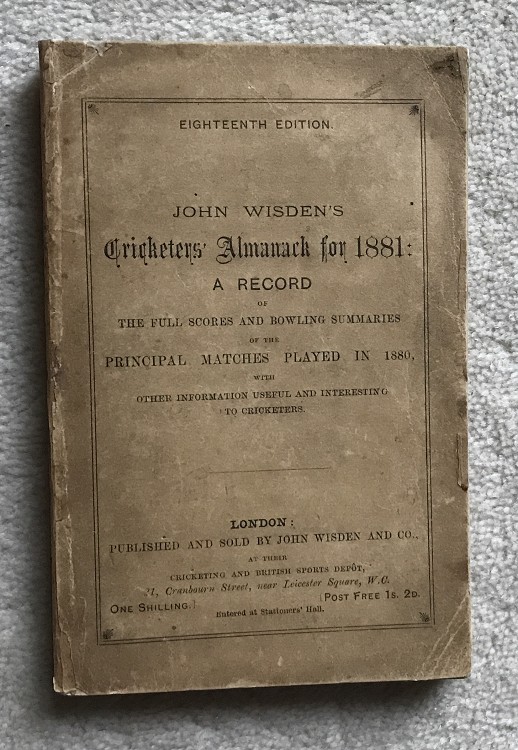 EIGHTEENTH EDITION.
JOHN WISDEN'S
Cricketers' Almanack for 1881:
A RECORD
OF
THE FULL SCORES AND BOWLING SUMMARIES
OF THE
PRINCIPAL MATCHES PLAYED IN 1880,
WITH
OTHER INFORMATION USEFUL AND INTERESTING
TO CRICKETERS.
LONDON:
PUBLISHED AND SOLD BY JOHN WISDEN AND CO.,
AT THEIR
CRICKETING AND BRITISH SPORTS DEPÔT,
Cranbourn Street, near Leicester Square, W.C.
ONE SHILLING.] [POST FREE 1S. 2D.
Entered at Stationers' Hall.